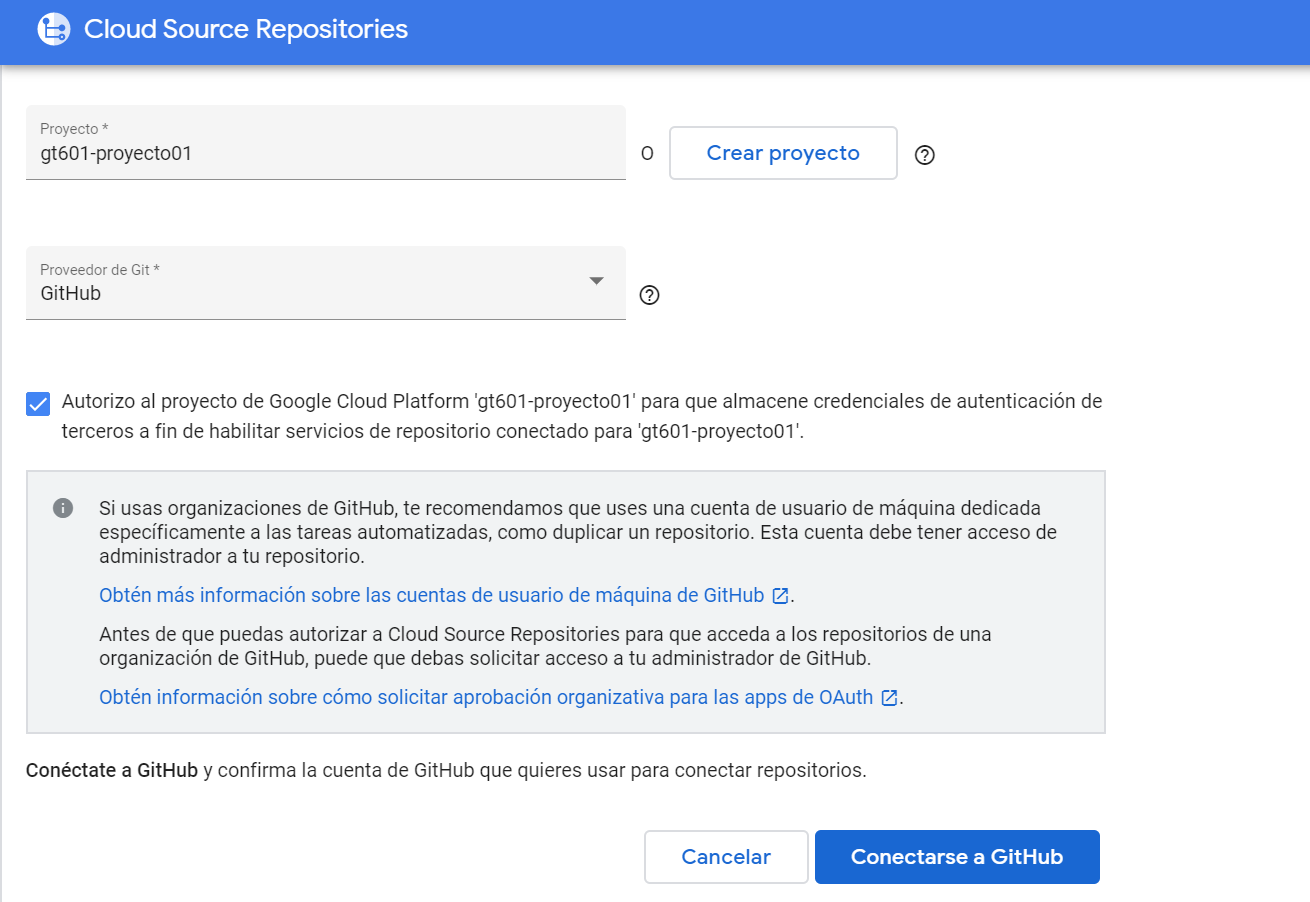 Cloud Source Repositories
Proyecto *
gt601-proyecto01
O
Crear proyecto
Proveedor de Git *
GitHub
Autorizo al proyecto de Google Cloud Platform 'gt601-proyecto01' para que almacene credenciales de autenticación de
terceros a fin de habilitar servicios de repositorio conectado para 'gt601-proyecto01'.
Si usas organizaciones de GitHub, te recomendamos que uses una cuenta de usuario de máquina dedicada
específicamente a las tareas automatizadas, como duplicar un repositorio. Esta cuenta debe tener acceso de
administrador a tu repositorio.
Obtén más información sobre las cuentas de usuario de máquina de GitHub.
Antes de que puedas autorizar a Cloud Source Repositories para que acceda a los repositorios de una
organización de GitHub, puede que debas solicitar acceso a tu administrador de GitHub.
Obtén información sobre cómo solicitar aprobación organizativa para las apps de OAuth.
Conéctate a GitHub y confirma la cuenta de GitHub que quieres usar para conectar repositorios.
Cancelar
Conectarse a GitHub